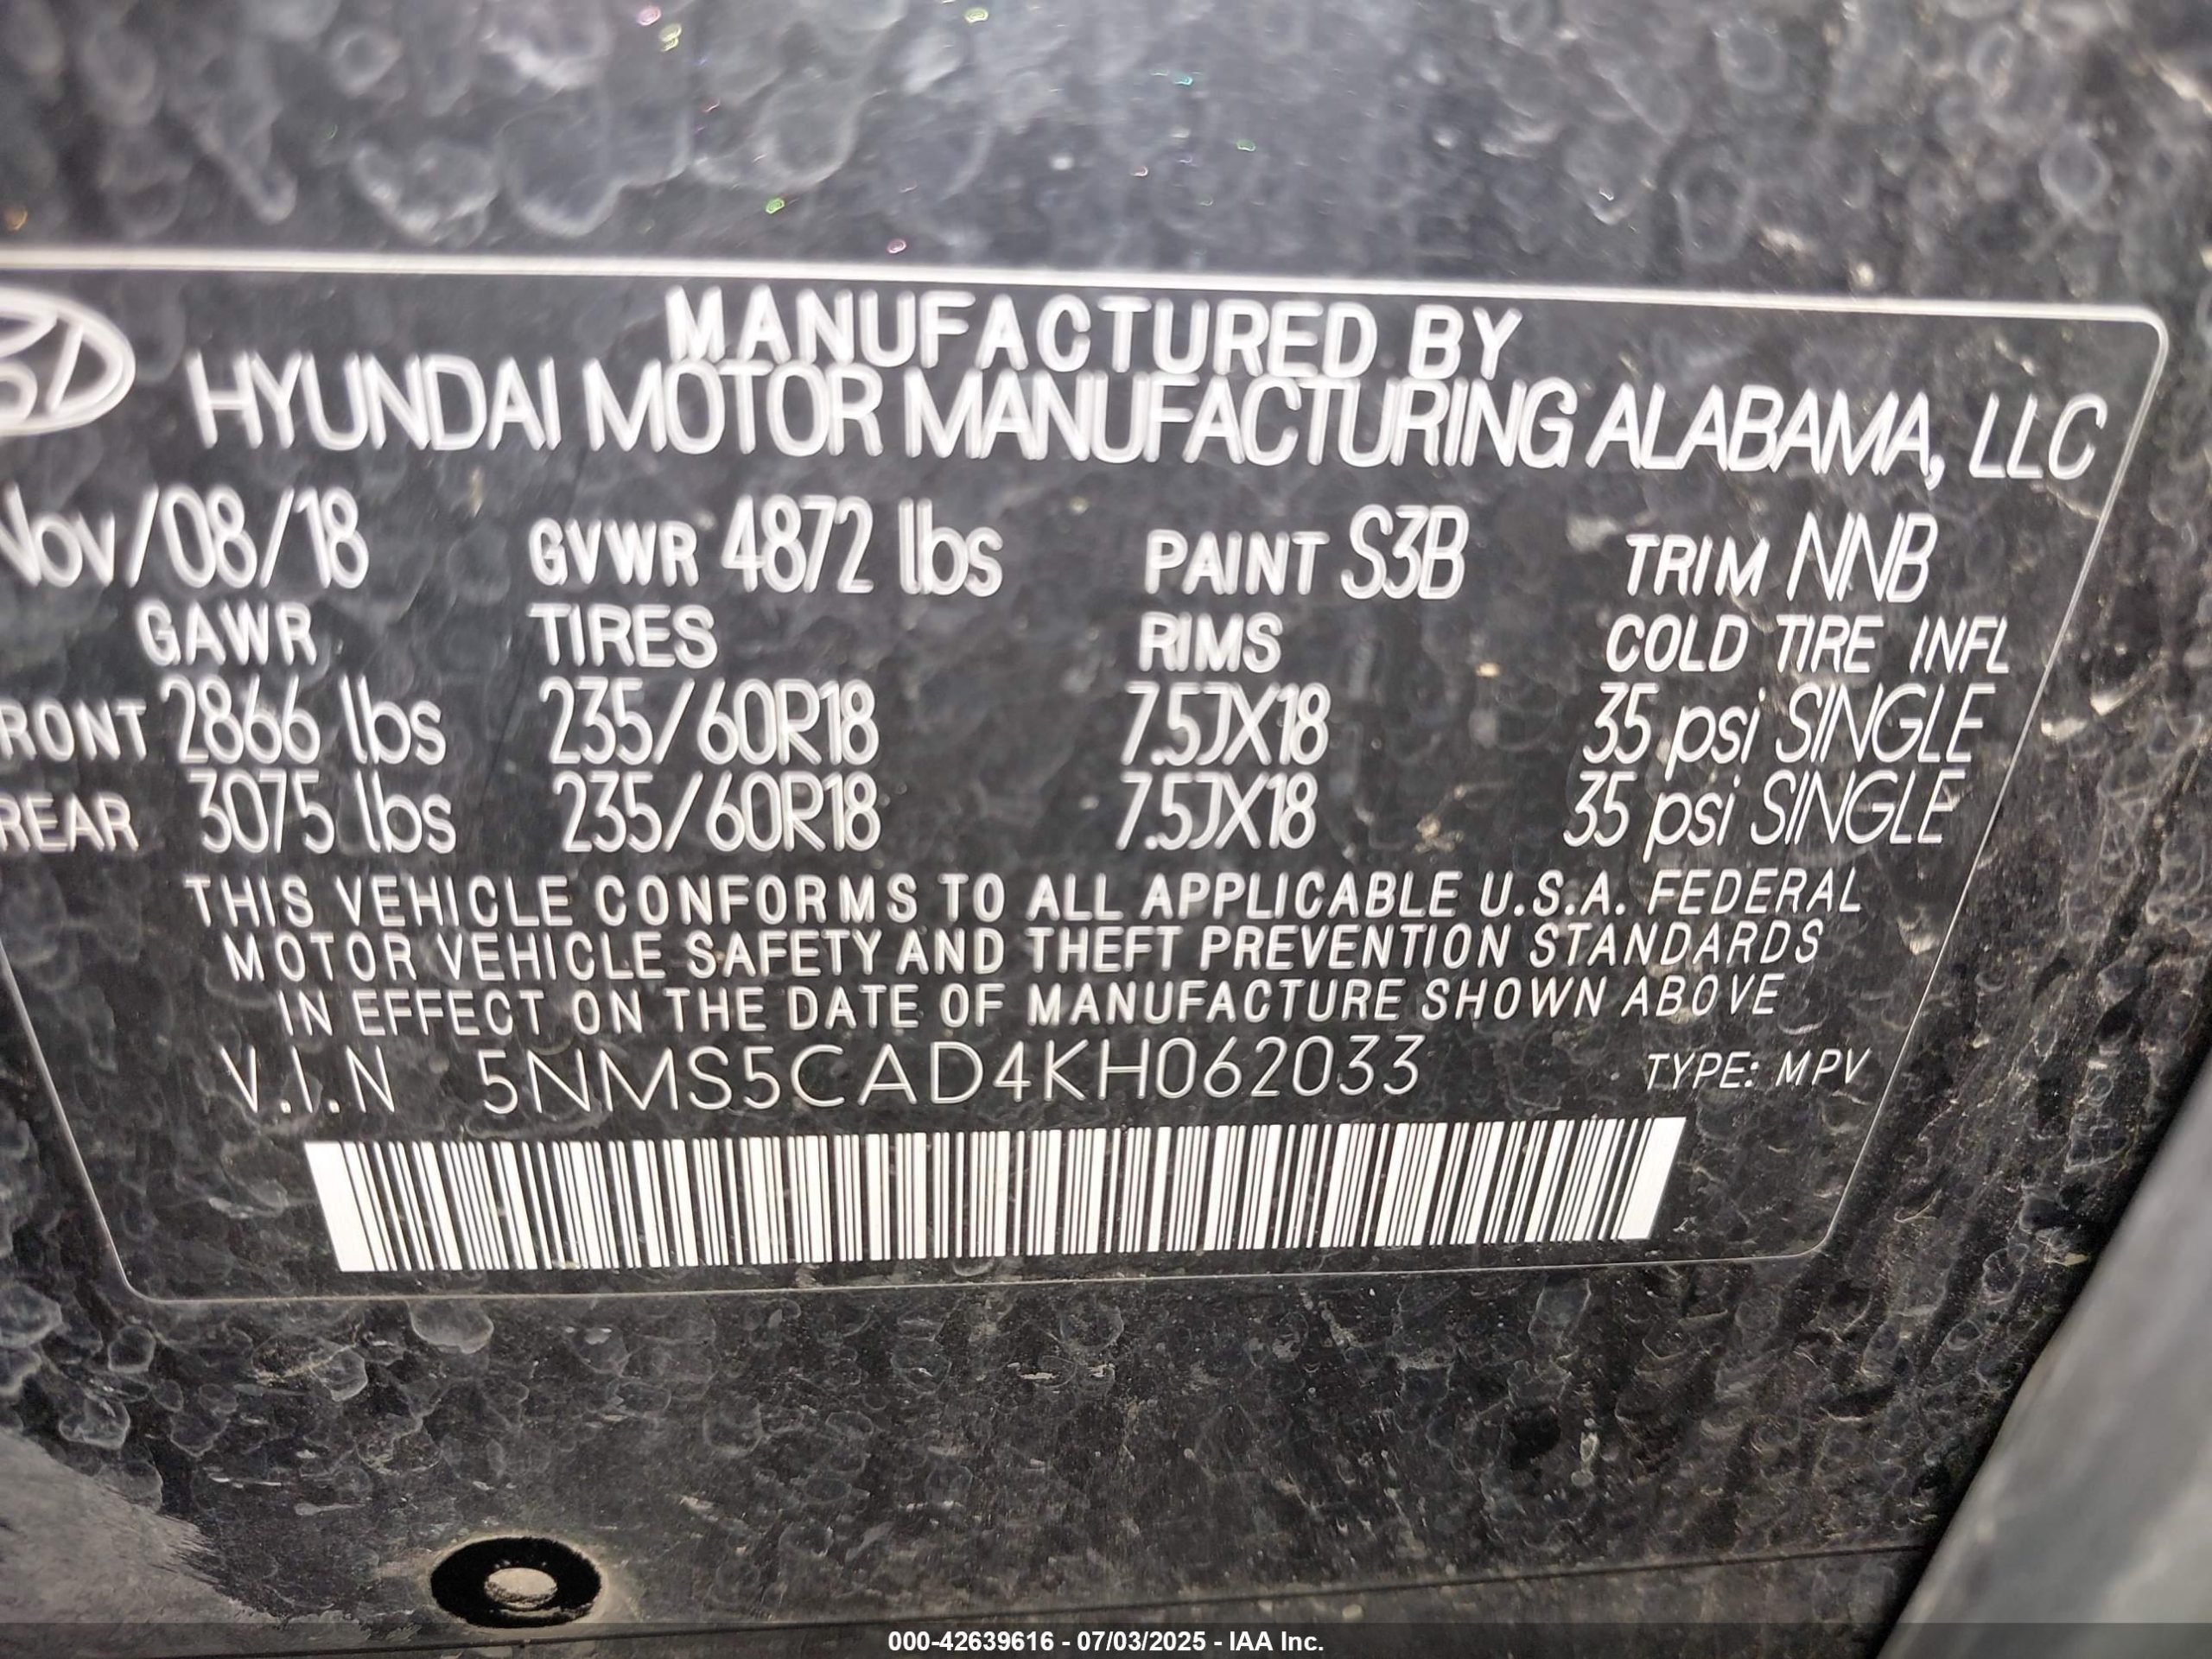 MANUFACTURED BY
HYUNDAI MOTOR MANUFACTURING ALABAMA, LLC
Nov/08/18 GVWR 4872 lbs PAINT S3B TRIM NNB
GAWR TIRES RIMS COLD TIRE INFL
RONT 2866 lbs 235/60R18 7.5JX18 35 psi SINGLE
REAR 3075 lbs 235/60R18 7.5JX18 35 psi SINGLE
THIS VEHICLE CONFORMS TO ALL APPLICABLE U.S.A. FEDERAL
MOTOR VEHICLE SAFETY AND THEFT PREVENTION STANDARDS
IN EFFECT ON THE DATE OF MANUFACTURE SHOWN ABOVE
V.I.N 5NMS5CAD4KH062033 TYPE: MPV
000-42639616 - 07/03/2025 - IAA Inc.